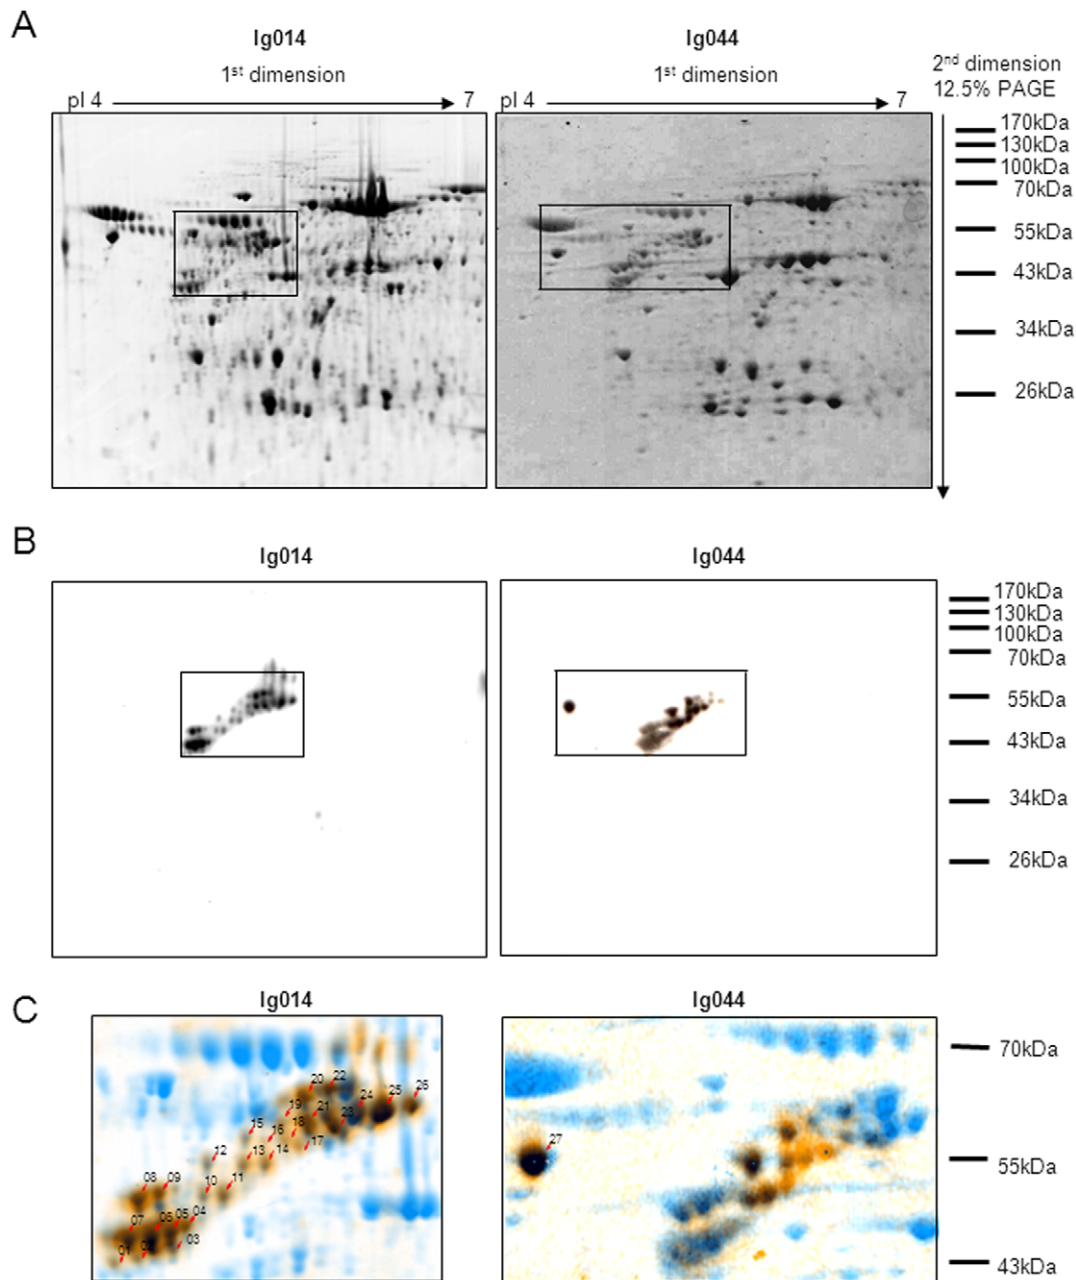 A
Ig014
Ig044
1st dimension
1st dimension
2nd dimension
12.5% PAGE
pI 4
7
pI 4
7
170kDa
130kDa
100kDa
70kDa
55kDa
43kDa
34kDa
26kDa
B
Ig014
Ig044
170kDa
130kDa
100kDa
70kDa
55kDa
43kDa
34kDa
26kDa
C
Ig014
Ig044
70kDa
55kDa
43kDa
20
22
19
21
24
25
26
15
16
18
23
17
12
13
14
08
09
10
11
07
06
05
04
01
02
03
27